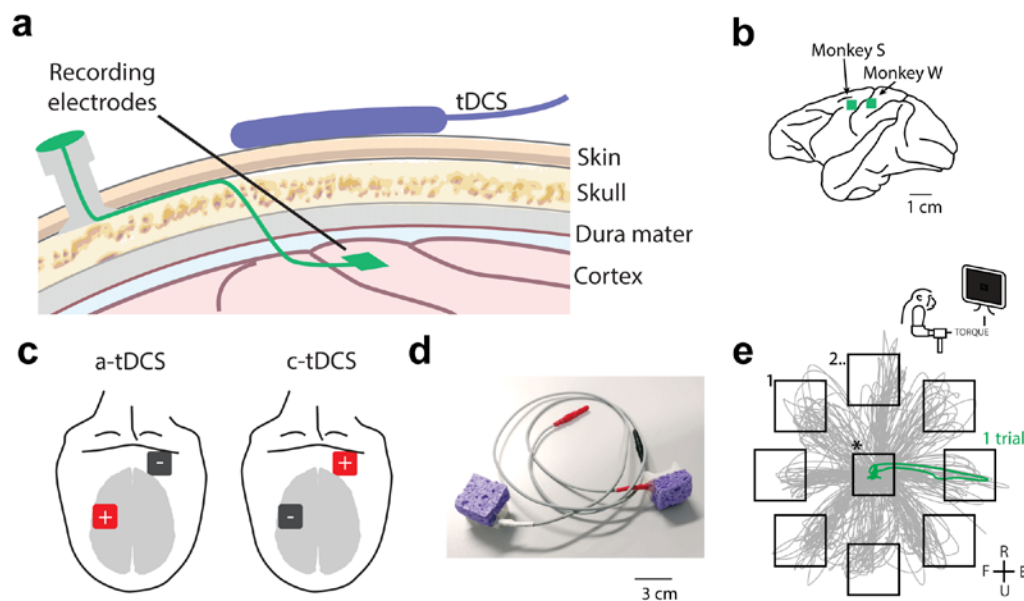 a
Recording
electrodes
tDCS
Skin
Skull
Dura mater
Cortex
b
Monkey S
Monkey W
1 cm
c
a-tDCS
c-tDCS
-
+
+
-
d
3 cm
TORQUE
e
1
2..
*
1 trial
R
F
E
U